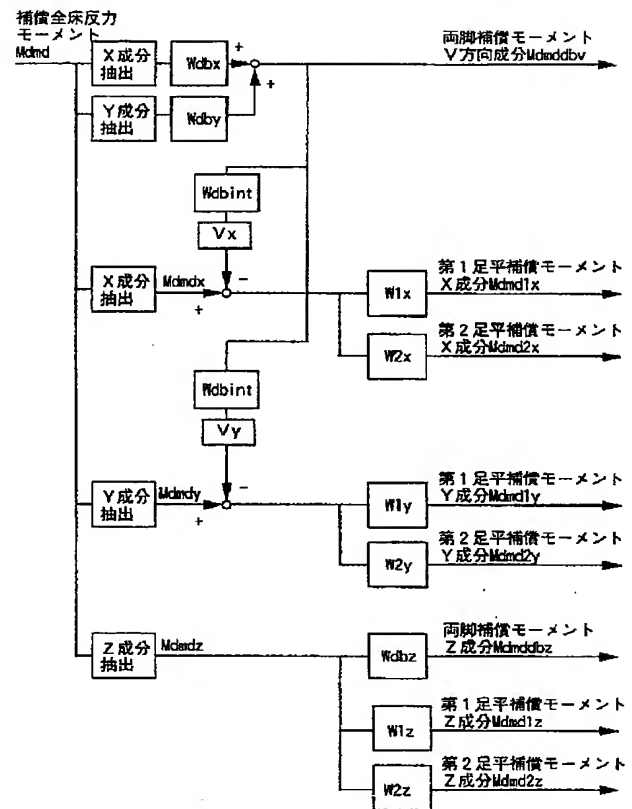 補償全床反力
モーメント
Mdmd
X成分
抽出
Wdbx
+
+
両脚補償モーメント
V方向成分Mdmddbv
Y成分
抽出
Wdby
Wdbint
Vx
X成分
抽出
Mdmdx
-
+
W1x
第1足平補償モーメント
X成分Mdmd1x
W2x
第2足平補償モーメント
X成分Mdmd2x
Wdbint
Vy
Y成分
抽出
Mdmdy
-
+
W1y
第1足平補償モーメント
Y成分Mdmd1y
W2y
第2足平補償モーメント
Y成分Mdmd2y
Z成分
抽出
Mdmdz
Wdbz
両脚補償モーメント
Z成分Mdmddbz
W1z
第1足平補償モーメント
Z成分Mdmd1z
W2z
第2足平補償モーメント
Z成分Mdmd2z